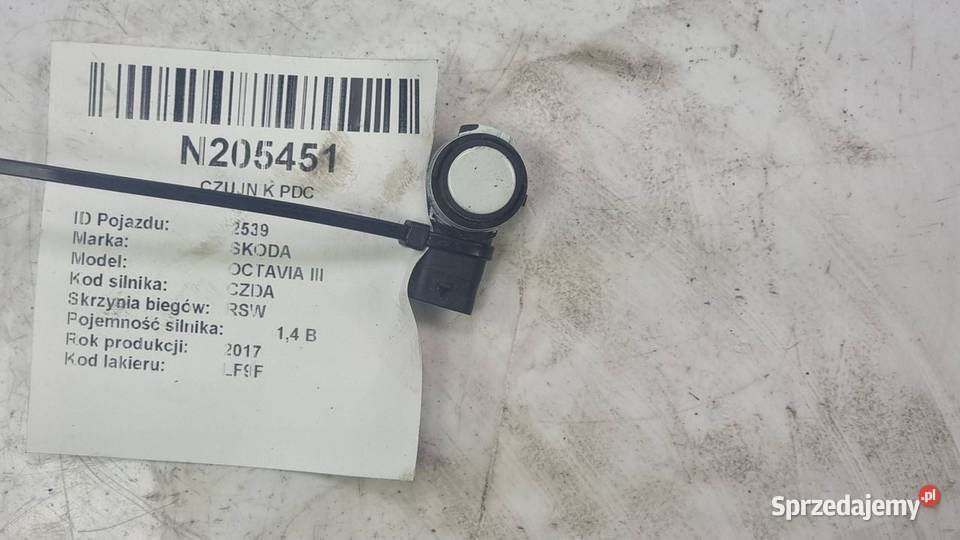 N205451
CZUJNIK PDC
ID Pojazdu: 2539
Marka: SKODA
Model: OCTAVIA III
Kod silnika: CZDA
Skrzynia biegów: RSW
Pojemność silnika: 1,4 B
Rok produkcji: 2017
Kod lakieru: LF9F
Sprzedajemy.pl